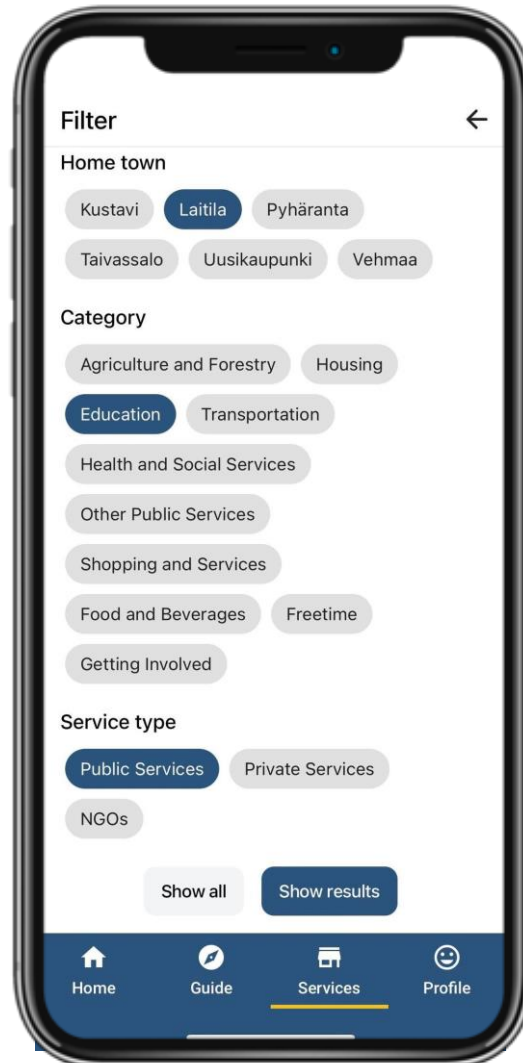 Filter
Home town
Kustavi Laitila Pyhäranta
Taivassalo Uusikaupunki Vehmaa
Category
Agriculture and Forestry Housing
Education Transportation
Health and Social Services
Other Public Services
Shopping and Services
Food and Beverages Freetime
Getting Involved
Service type
Public Services Private Services
NGOs
Show all Show results
Home Guide Services Profile